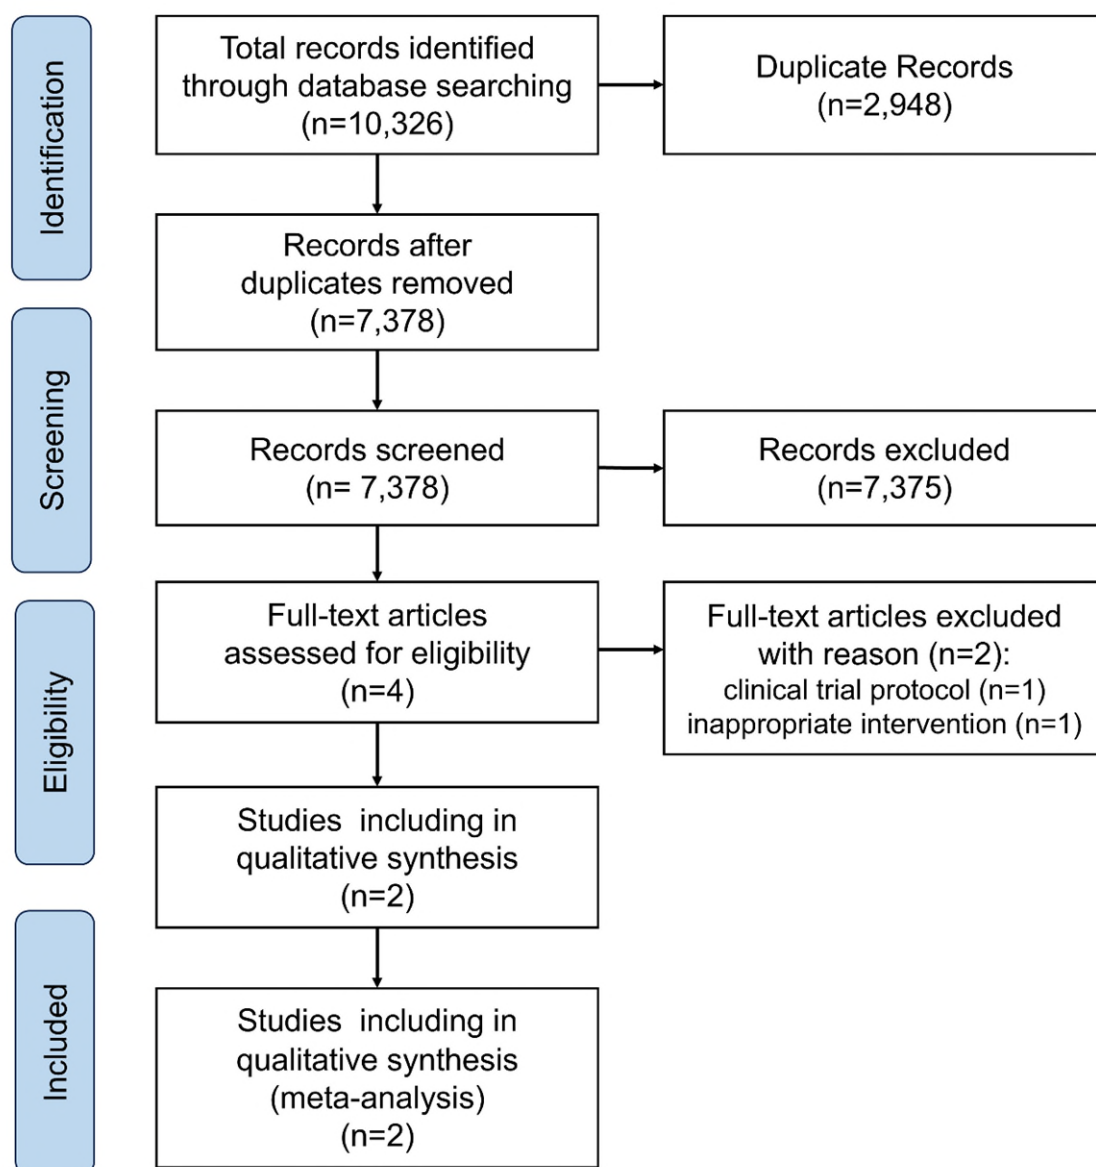 Identification
Total records identified
through database searching
(n=10,326)
Duplicate Records
(n=2,948)
Records after
duplicates removed
(n=7,378)
Screening
Records screened
(n= 7,378)
Records excluded
(n=7,375)
Eligibility
Full-text articles
assessed for eligibility
(n=4)
Full-text articles excluded
with reason (n=2):
clinical trial protocol (n=1)
inappropriate intervention (n=1)
Studies  including in
qualitative synthesis
(n=2)
Included
Studies  including in
qualitative synthesis
(meta-analysis)
(n=2)